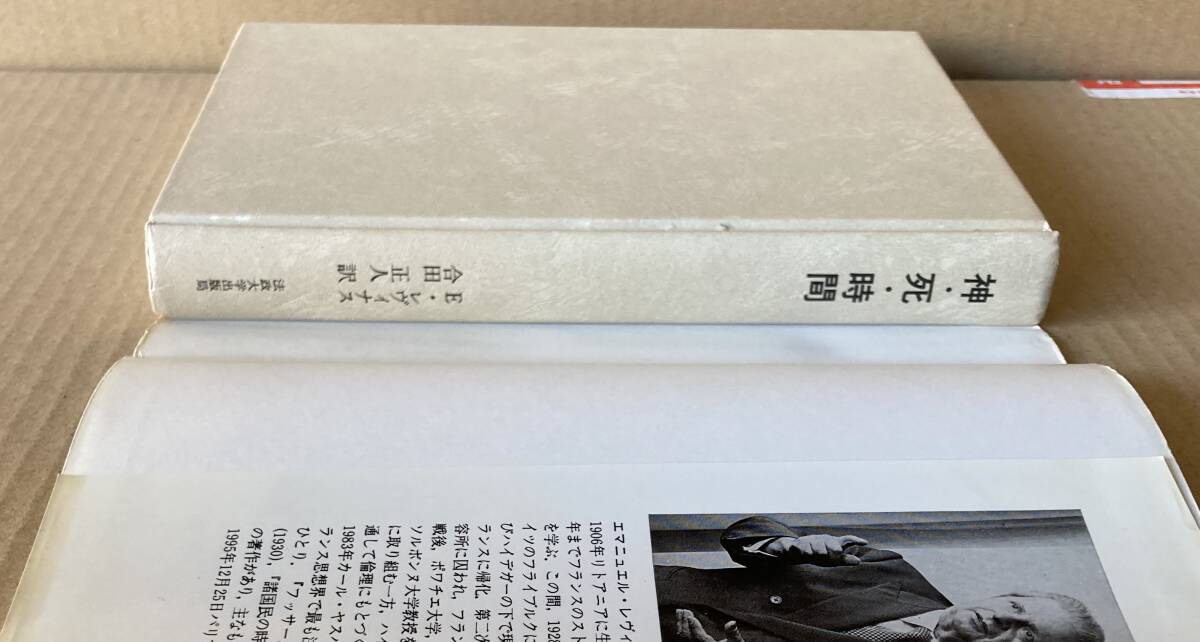 神・死・時間
E・レヴィナス
合田正人 訳
法政大学出版局
エマニュエル・レヴィ
1906年リトアニアに生
年までフランスのスト
を学ぶ。この間, 192
イツのフライブルクに
びハイデガーの下で現
ランスに帰化。第二次
容所に囚われ, フラン
戦後, ポワチエ大学,
ソルボンヌ大学教授
に取り組む一方, ハイ
通して倫理にもとづ
1983年カール・ヤス
ランス思想界で最も
ひとり。『フッサー
(1930),『諸国民の時
の著作があり, 主なも
1995年12月25日パリ